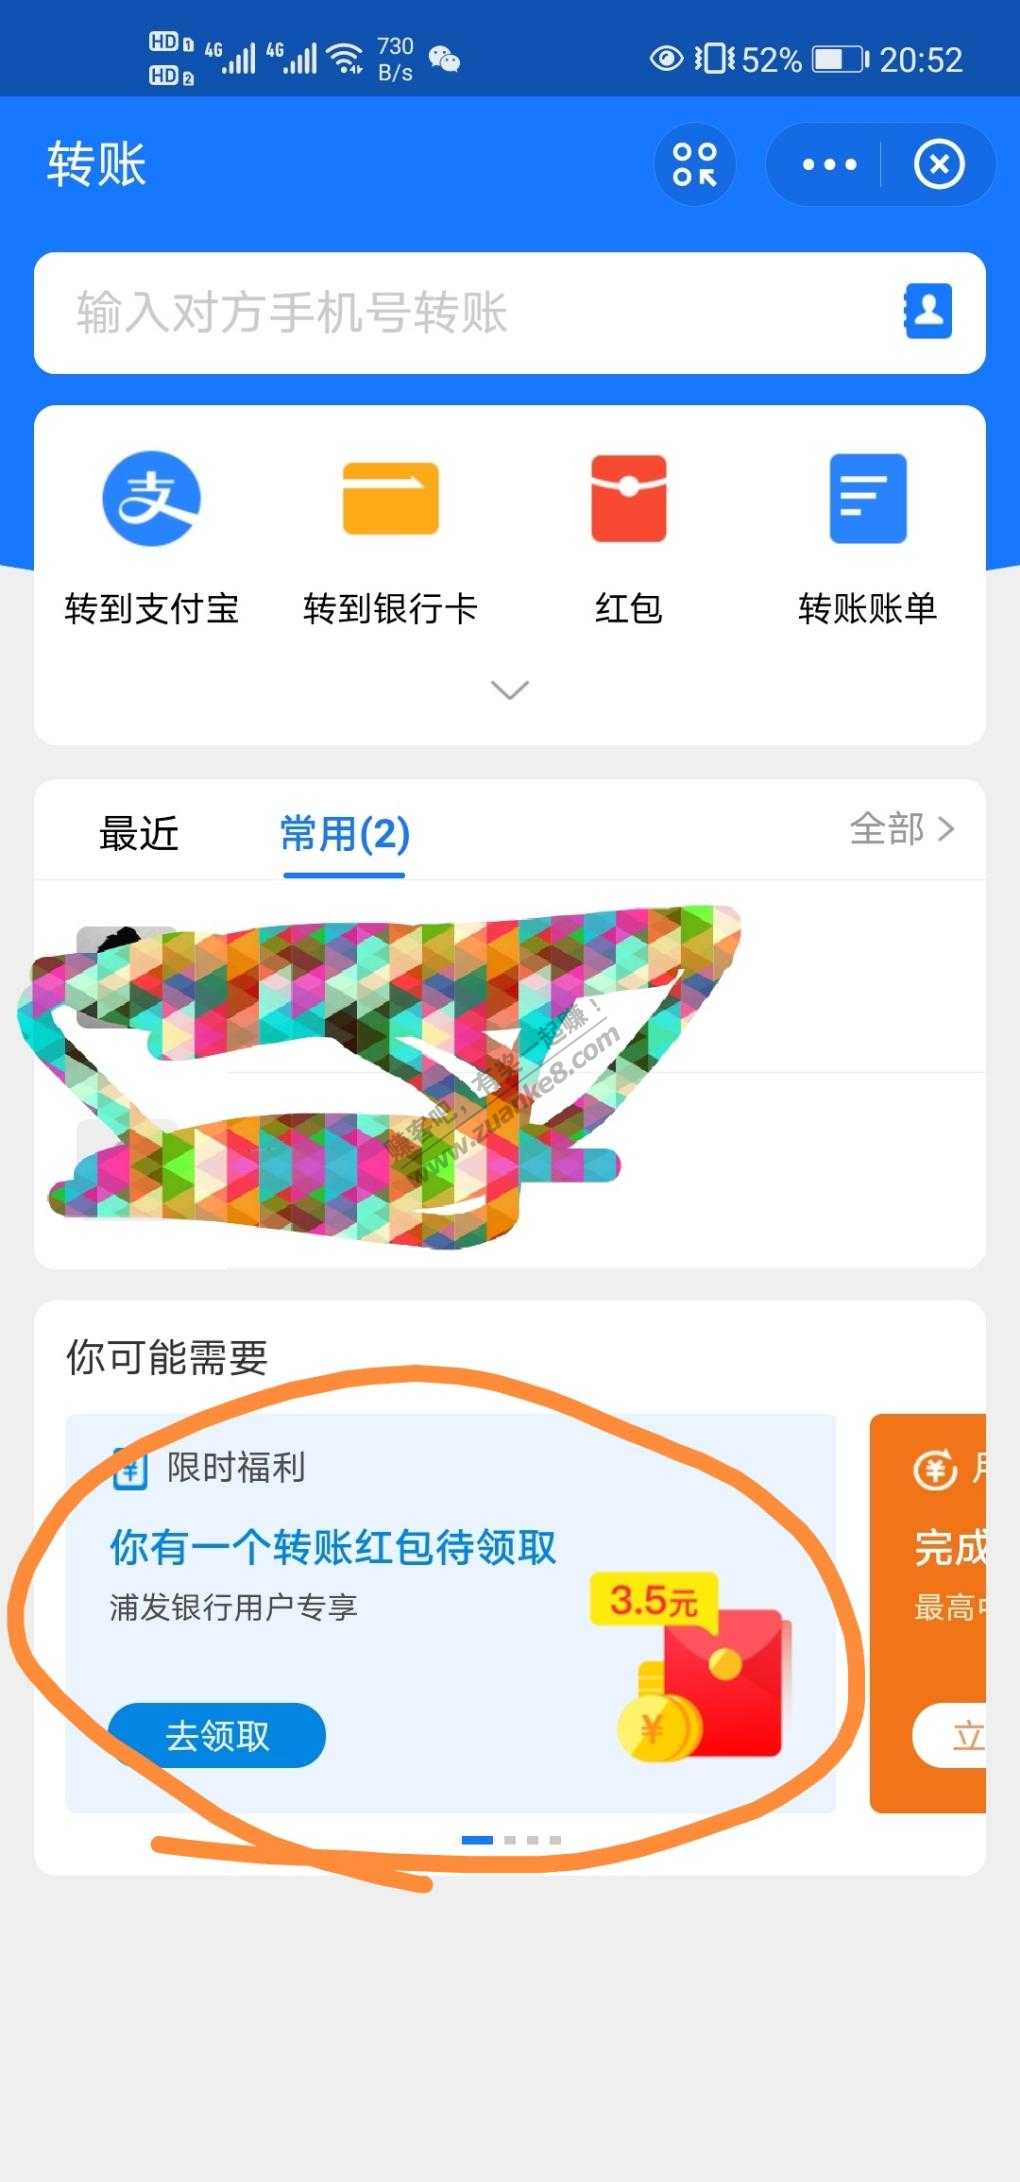 HD 1
HD 2
4G
4G
730
B/s
52%
20:52
转账
输入对方手机号转账
支
转到支付宝
转到银行卡
红包
转账账单
最近
常用(2)
全部
赚客吧，有奖一起赚！
www.zuanke8.com
你可能需要
¥ 限时福利
你有一个转账红包待领取
浦发银行用户专享
3.5元
¥
去领取
¥
完成
最高
立